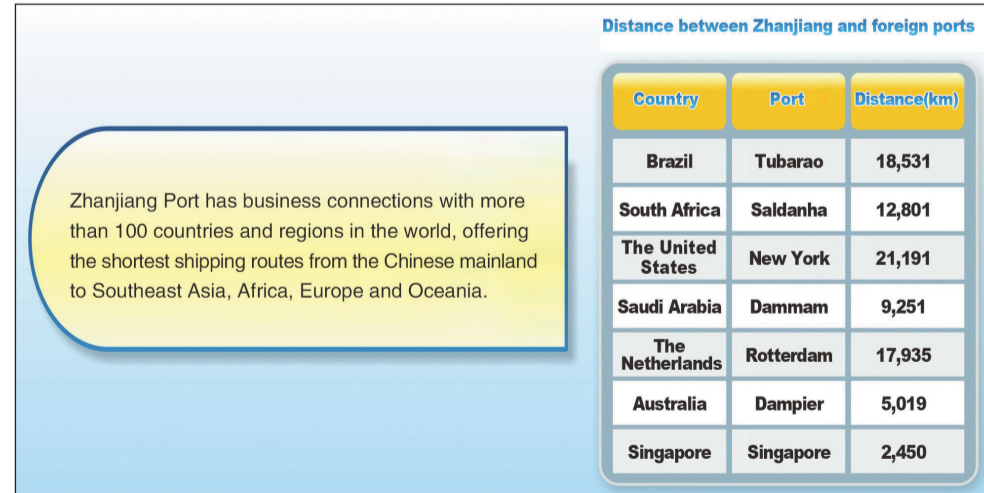 Distance between Zhanjiang and foreign ports
Zhanjiang Port has business connections with more
than 100 countries and regions in the world, offering
the shortest shipping routes from the Chinese mainland
to Southeast Asia, Africa, Europe and Oceania.
Country Port Distance(km)
Brazil Tubarao 18,531
South Africa Saldanha 12,801
The United
States New York 21,191
Saudi Arabia Dammam 9,251
The
Netherlands Rotterdam 17,935
Australia Dampier 5,019
Singapore Singapore 2,450